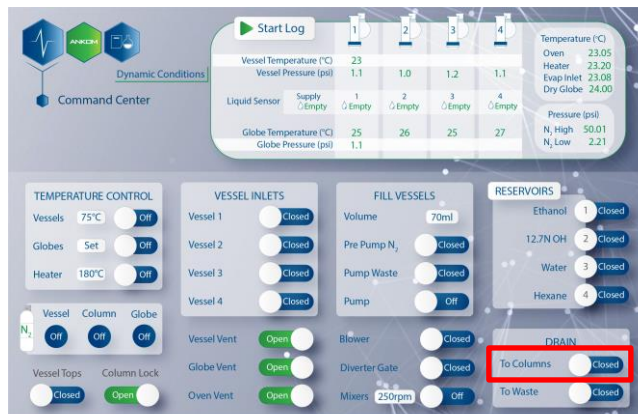 ANKOM
Dynamic Conditions
Command Center
Start Log 1 2 3 4
Vessel Temperature (°C) 23
Vessel Pressure (psi) 1.1 1.0 1.2 1.1
Liquid Sensor Supply 1 2 3 4
Empty Empty Empty Empty Empty
Globe Temperature (°C) 25 26 25 27
Globe Pressure (psi) 1.1
Temperature (°C)
Oven 23.05
Heater 23.20
Evap Inlet 23.08
Dry Globe 24.00
Pressure (psi)
N₂ High 50.01
N₂ Low 2.21
TEMPERATURE CONTROL
Vessels 75°C Off
Globes Set Off
Heater 180°C Off
N₂
Vessel Column Globe
Off Off Off
Vessel Tops Column Lock
Closed Open
VESSEL INLETS
Vessel 1 Closed
Vessel 2 Closed
Vessel 3 Closed
Vessel 4 Closed
Vessel Vent Open
Globe Vent Open
Oven Vent Open
FILL VESSELS
Volume 70ml
Pre Pump N₂ Closed
Pump Waste Closed
Pump Off
Blower Closed
Diverter Gate Closed
Mixers 250rpm Off
RESERVOIRS
Ethanol 1 Closed
12.7N OH 2 Closed
Water 3 Closed
Hexane 4 Closed
DRAIN
To Columns Closed
To Waste Closed